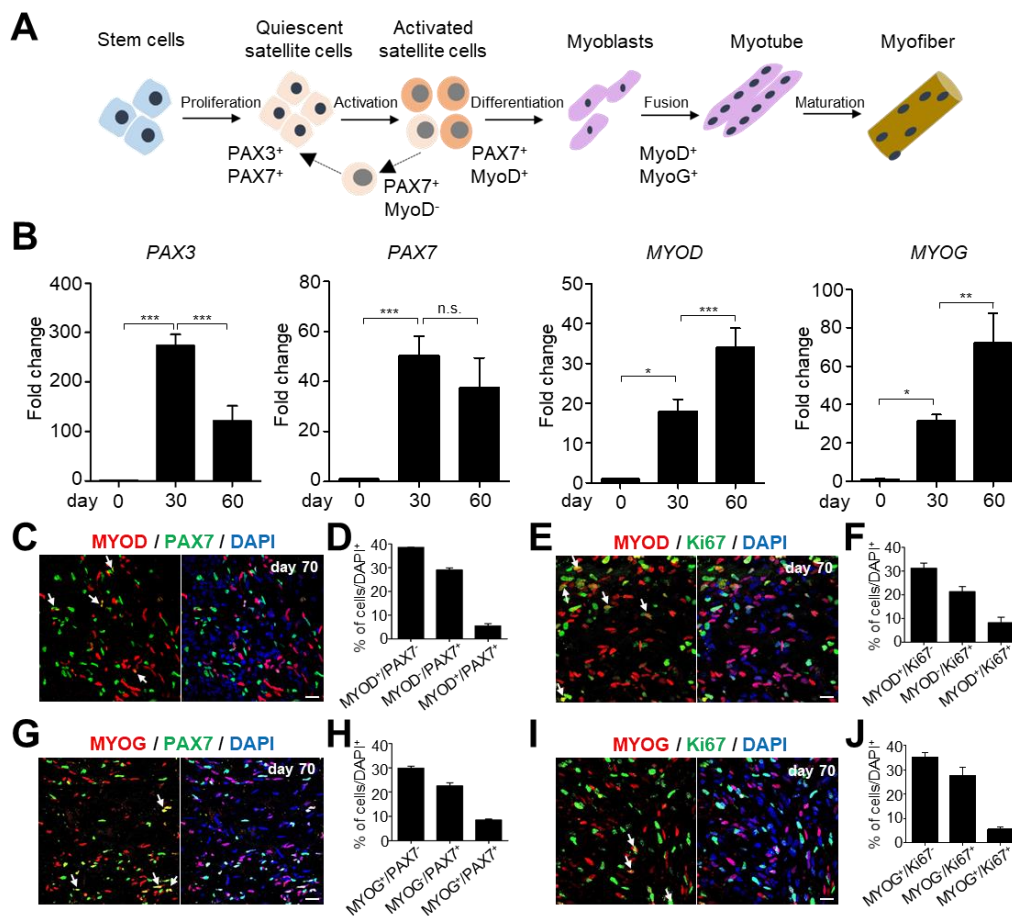 A
Stem cells
Quiescent
satellite cells
Activated
satellite cells
Myoblasts
Myotube
Myofiber
Proliferation
Activation
Differentiation
Fusion
Maturation
PAX3⁺
PAX7⁺
PAX7⁺
MyoD⁻
PAX7⁺
MyoD⁺
MyoD⁺
MyoG⁺
B
PAX3
Fold change
400
300
200
100
0
***
***
day 0 30 60
PAX7
Fold change
80
60
40
20
0
***
n.s.
day 0 30 60
MYOD
Fold change
50
40
30
20
10
0
*
***
day 0 30 60
MYOG
Fold change
100
80
60
40
20
0
*
**
day 0 30 60
C
MYOD / PAX7 / DAPI
day 70
D
% of cells/DAPI⁺
40
30
20
10
0
MYOD⁺/PAX7⁻
MYOD⁻/PAX7⁺
MYOD⁺/PAX7⁺
E
MYOD / Ki67 / DAPI
day 70
F
% of cells/DAPI⁺
40
30
20
10
0
MYOD⁺/Ki67⁻
MYOD⁻/Ki67⁺
MYOD⁺/Ki67⁺
G
MYOG / PAX7 / DAPI
day 70
H
% of cells/DAPI⁺
40
30
20
10
0
MYOG⁺/PAX7⁻
MYOG⁻/PAX7⁺
MYOG⁺/PAX7⁺
I
MYOG / Ki67 / DAPI
day 70
J
% of cells/DAPI⁺
40
30
20
10
0
MYOG⁺/Ki67⁻
MYOG⁻/Ki67⁺
MYOG⁺/Ki67⁺